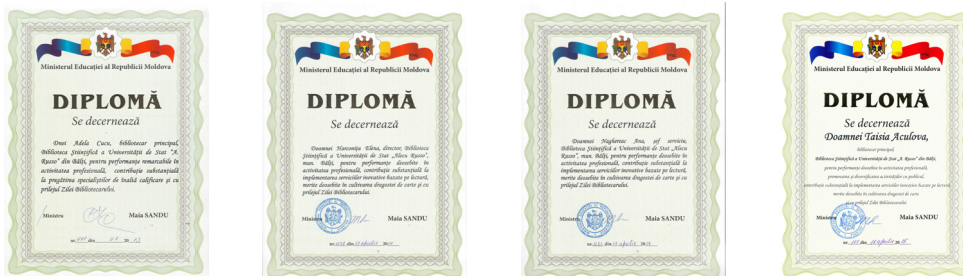 Ministerul Educației al Republicii Moldova
DIPLOMĂ
Se decernează
Dnei Adela Cucu, bibliotecar principal,
Biblioteca Științifică a Universității de Stat "A.
Russo" din Bălți, pentru performanțe remarcabile în
activitatea profesională, contribuție substanțială
la pregătirea specialiștilor de înaltă calificare și cu
prilejul Zilei Bibliotecarului.
Ministru Maia SANDU
Ministerul Educației al Republicii Moldova
DIPLOMĂ
Se decernează
Doamnei Harconița Elena, director, Biblioteca
Științifică a Universității de Stat „Alecu Russo”,
mun. Bălți, pentru performanțe deosebite în
activitatea profesională, contribuție substanțială la
implementarea serviciilor inovative bazate pe lectură,
merite deosebite în cultivarea dragostei de carte și cu
prilejul Zilei Bibliotecarului.
Ministru Maia SANDU
Ministerul Educației al Republicii Moldova
DIPLOMĂ
Se decernează
Doamnei Nagherneac Ana, șef serviciu,
Biblioteca Științifică a Universității de Stat „Alecu
Russo”, mun. Bălți, pentru performanțe deosebite în
activitatea profesională, contribuție substanțială la
implementarea serviciilor inovative bazate pe lectură,
merite deosebite în cultivarea dragostei de carte și cu
prilejul Zilei Bibliotecarului.
Ministru Maia SANDU
Ministerul Educației al Republicii Moldova
DIPLOMĂ
Se decernează
Doamnei Taisia Aculova,
bibliotecar principal,
Biblioteca Științifică a Universității de Stat „A. Russo” din Bălți,
pentru performanțe deosebite în activitatea profesională,
promovarea și diversificarea activităților cu publicul,
contribuție substanțială la implementarea serviciilor inovative bazate pe lectură,
merite deosebite în cultivarea dragostei de carte
și cu prilejul Zilei Bibliotecarului
Ministru Maia SANDU